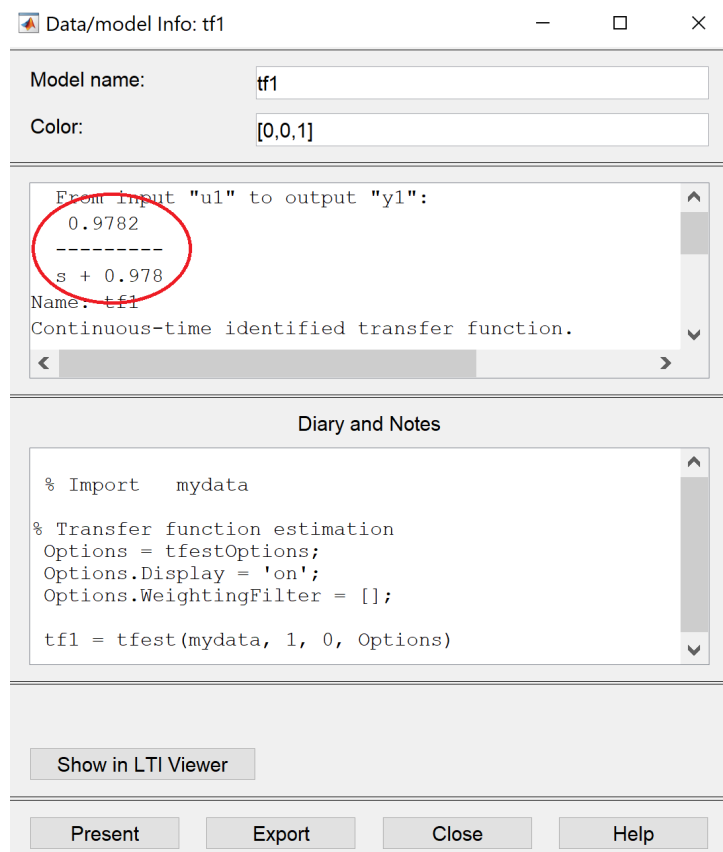 Data/model Info: tf1
Model name:
tf1
Color:
[0,0,1]
From input "u1" to output "y1":
0.9782
---------
s + 0.978
Name: tf1
Continuous-time identified transfer function.
Diary and Notes
% Import   mydata
% Transfer function estimation
Options = tfestOptions;
Options.Display = 'on';
Options.WeightingFilter = [];
tf1 = tfest(mydata, 1, 0, Options)
Show in LTI Viewer
Present
Export
Close
Help